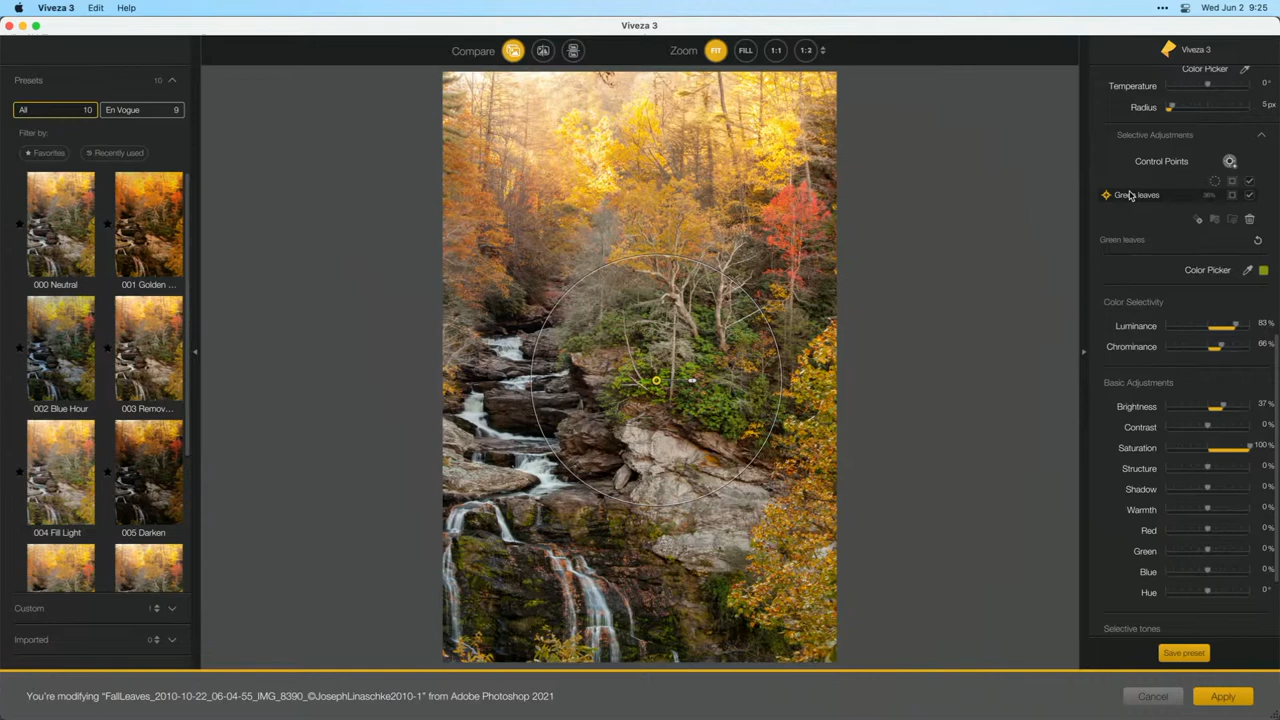 Viveza 3 Edit Help ••• Wed Jun 2 9:25
Viveza 3
Compare Zoom FIT FILL 1:1 1:2
Viveza 3
Presets 10
All 10 En Vogue 9
Filter by:
★ Favorites Recently used
000 Neutral 001 Golden ...
002 Blue Hour 003 Remov...
004 Fill Light 005 Darken
Custom
Imported 0
Color Picker
Temperature 0°
Radius 5 px
Selective Adjustments
Control Points
Green leaves 36%
Green leaves
Color Picker
Color Selectivity
Luminance 83 %
Chrominance 66 %
Basic Adjustments
Brightness 37 %
Contrast 0 %
Saturation 100 %
Structure 0 %
Shadow 0 %
Warmth 0 %
Red 0 %
Green 0 %
Blue 0 %
Hue 0°
Selective tones
Save preset
You're modifying "FallLeaves_2010-10-22_06-04-55_IMG_8390_©JosephLinaschke2010-1" from Adobe Photoshop 2021
Cancel Apply